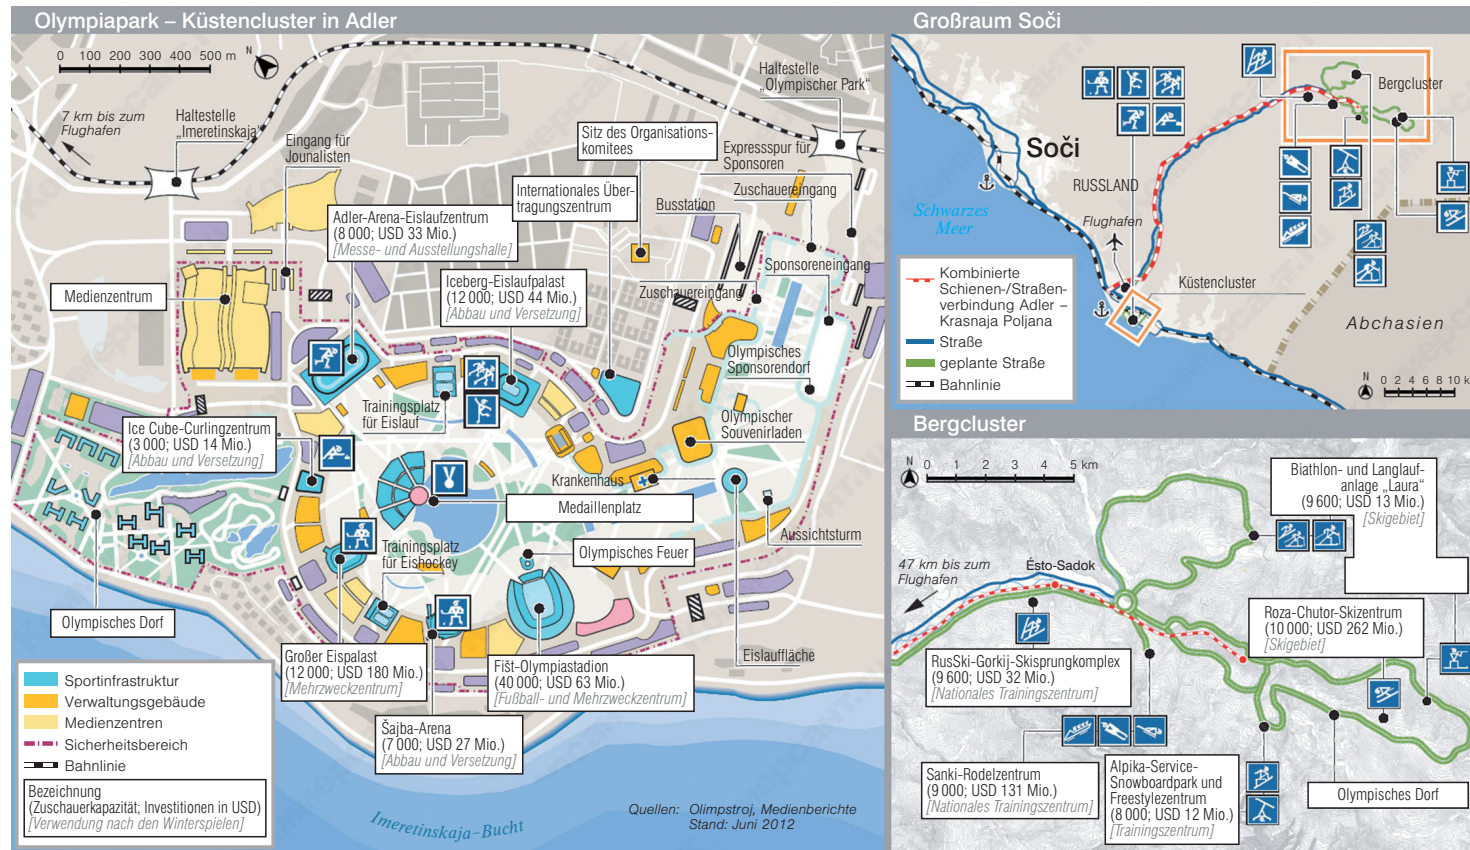 Olympiapark – Küstencluster in Adler
0 100 200 300 400 500 m
N
7 km bis zum
Flughafen
Haltestelle
„Imeretinskaja“
Eingang für
Jounalisten
Haltestelle
„Olympischer Park“
Sitz des Organisations-
komitees
Expressspur für
Sponsoren
Internationales Über-
tragungszentrum
Zuschauereingang
Busstation
Adler-Arena-Eislaufzentrum
(8 000; USD 33 Mio.)
[Messe- und Ausstellungshalle]
Sponsoreneingang
Iceberg-Eislaufpalast
(12 000; USD 44 Mio.)
[Abbau und Versetzung]
Zuschauereingang
Medienzentrum
Olympisches
Sponsorendorf
Trainingsplatz
für Eislauf
Olympischer
Souvenirladen
Ice Cube-Curlingzentrum
(3 000; USD 14 Mio.)
[Abbau und Versetzung]
Krankenhaus
Medaillenplatz
Aussichtsturm
Trainingsplatz
für Eishockey
Olympisches Feuer
Olympisches Dorf
Großer Eispalast
(12 000; USD 180 Mio.)
[Mehrzweckzentrum]
Fišt-Olympiastadion
(40 000; USD 63 Mio.)
[Fußball- und Mehrzweckzentrum]
Eislauffläche
Šajba-Arena
(7 000; USD 27 Mio.)
[Abbau und Versetzung]
Sportinfrastruktur
Verwaltungsgebäude
Medienzentren
Sicherheitsbereich
Bahnlinie
Bezeichnung
(Zuschauerkapazität; Investitionen in USD)
[Verwendung nach den Winterspielen]
Imeretinskaja-Bucht
Quellen: Olimpstroj, Medienberichte
Stand: Juni 2012
Großraum Soči
Bergcluster
Soči
RUSSLAND
Schwarzes
Meer
Flughafen
Küstencluster
Abchasien
Kombinierte
Schienen-/Straßen-
verbindung Adler –
Krasnaja Poljana
Straße
geplante Straße
Bahnlinie
N
0 2 4 6 8 10 k
Bergcluster
N
0 1 2 3 4 5 km
Biathlon- und Langlauf-
anlage „Laura“
(9 600; USD 13 Mio.)
[Skigebiet]
47 km bis zum
Flughafen
Ésto-Sadok
Roza-Chutor-Skizentrum
(10 000; USD 262 Mio.)
[Skigebiet]
RusSki-Gorkij-Skisprungkomplex
(9 600; USD 32 Mio.)
[Nationales Trainingszentrum]
Sanki-Rodelzentrum
(9 000; USD 131 Mio.)
[Nationales Trainingszentrum]
Alpika-Service-
Snowboardpark und
Freestylezentrum
(8 000; USD 12 Mio.)
[Trainingszentrum]
Olympisches Dorf